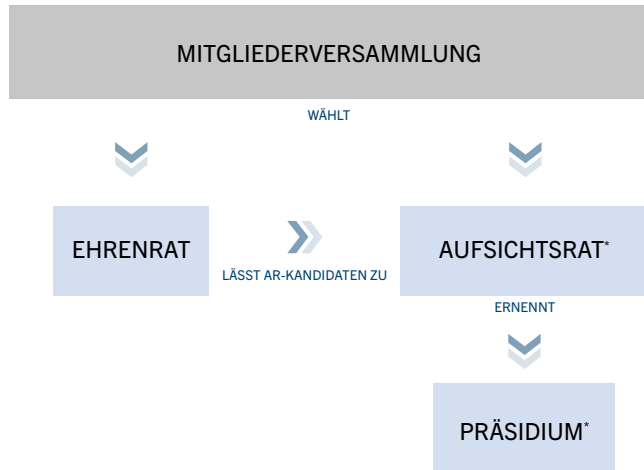 MITGLIEDERVERSAMMLUNG
WÄHLT
EHRENRAT
LÄSST AR-KANDIDATEN ZU
AUFSICHTSRAT*
ERNENNT
PRÄSIDIUM*